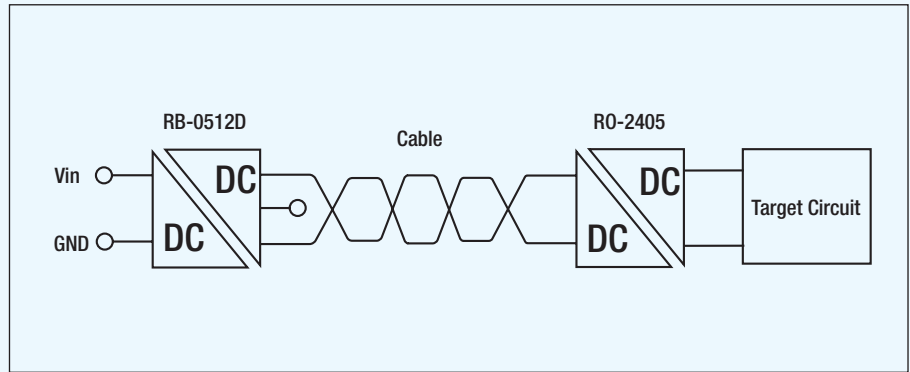 RB-0512D
RO-2405
Cable
Vin
GND
DC
DC
DC
DC
Target Circuit